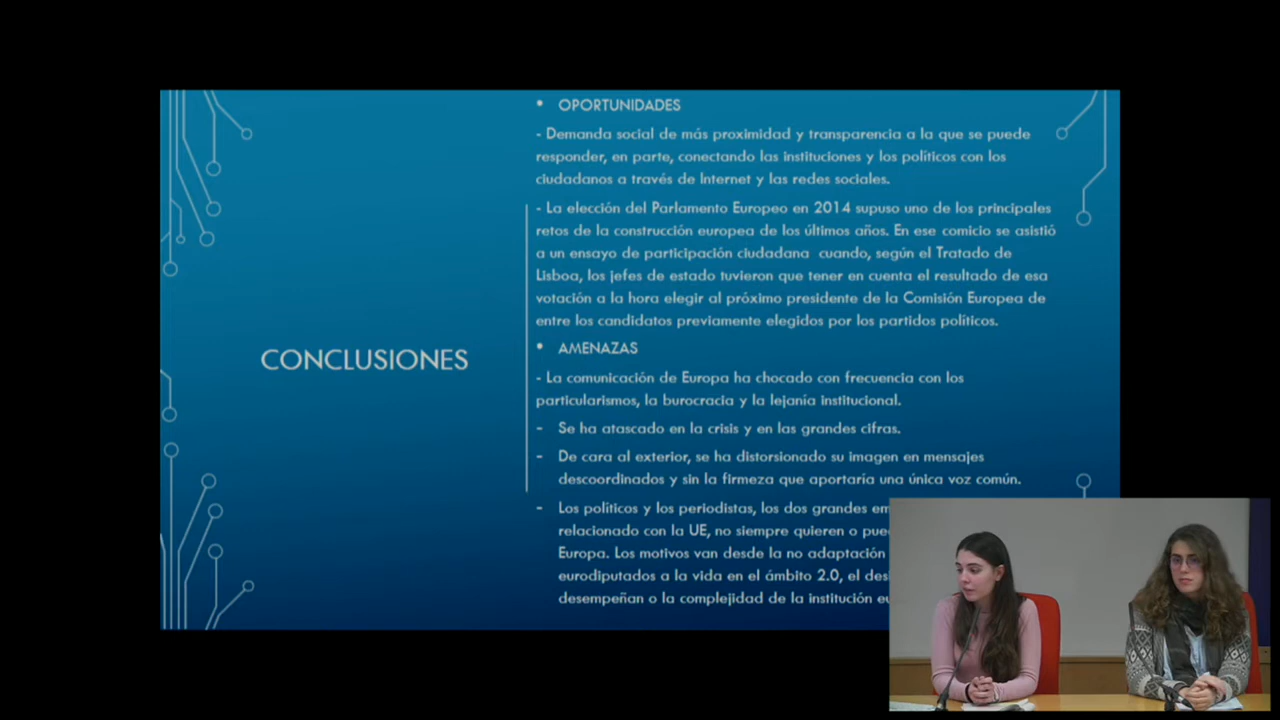 CONCLUSIONES
• OPORTUNIDADES
- Demanda social de más proximidad y transparencia a la que se puede
responder, en parte, conectando las instituciones y los políticos con los
ciudadanos a través de Internet y las redes sociales.
- La elección del Parlamento Europeo en 2014 supuso uno de los principales
retos de la construcción europea de los últimos años. En ese comicio se asistió
a un ensayo de participación ciudadana cuando, según el Tratado de
Lisboa, los jefes de estado tuvieron que tener en cuenta el resultado de esa
votación a la hora elegir al próximo presidente de la Comisión Europea de
entre los candidatos previamente elegidos por los partidos políticos.
• AMENAZAS
- La comunicación de Europa ha chocado con frecuencia con los
particularismos, la burocracia y la lejanía institucional.
- Se ha atascado en la crisis y en las grandes cifras.
- De cara al exterior, se ha distorsionado su imagen en mensajes
descoordinados y sin la firmeza que aportaría una única voz común.
- Los políticos y los periodistas, los dos grandes
relacionado con la UE, no siempre quieren o
Europa. Los motivos van desde la no adaptación
eurodiputados a la vida en el ámbito 2.0, el
desempeñan o la complejidad de la institución